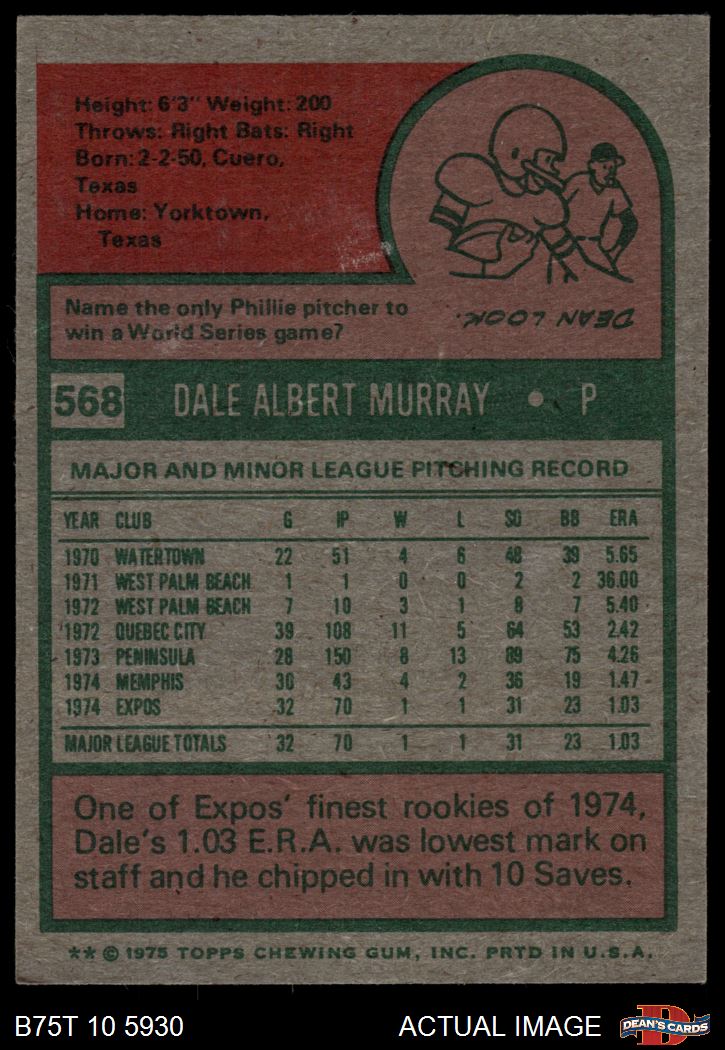 Height: 6'3" Weight: 200
Throws: Right Bats: Right
Born: 2-2-50, Cuero,
Texas
Home: Yorktown,
Texas
Name the only Phillie pitcher to
win a World Series game?
DEAN LOOK.
568 DALE ALBERT MURRAY • P
MAJOR AND MINOR LEAGUE PITCHING RECORD
YEAR CLUB G IP W L SO BB ERA
1970 WATERTOWN 22 51 4 6 48 39 5.65
1971 WEST PALM BEACH 1 1 0 0 2 2 36.00
1972 WEST PALM BEACH 7 10 3 1 8 7 5.40
1972 QUEBEC CITY 39 108 11 5 64 53 2.42
1973 PENINSULA 28 150 8 13 89 75 4.26
1974 MEMPHIS 30 43 4 2 36 19 1.47
1974 EXPOS 32 70 1 1 31 23 1.03
MAJOR LEAGUE TOTALS 32 70 1 1 31 23 1.03
One of Expos' finest rookies of 1974,
Dale's 1.03 E.R.A. was lowest mark on
staff and he chipped in with 10 Saves.
** © 1975 TOPPS CHEWING GUM, INC. PRTD IN U.S.A.
B75T 10 5930 ACTUAL IMAGE D DEAN'S CARDS